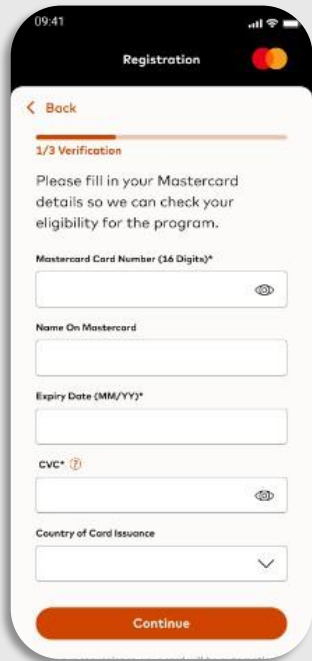 09:41
Registration
Back
1/3 Verification
Please fill in your Mastercard
details so we can check your
eligibility for the program.
Mastercard Card Number (16 Digits)*
Name On Mastercard
Expiry Date (MM/YY)*
CVC* ?
Country of Card Issuance
Continue